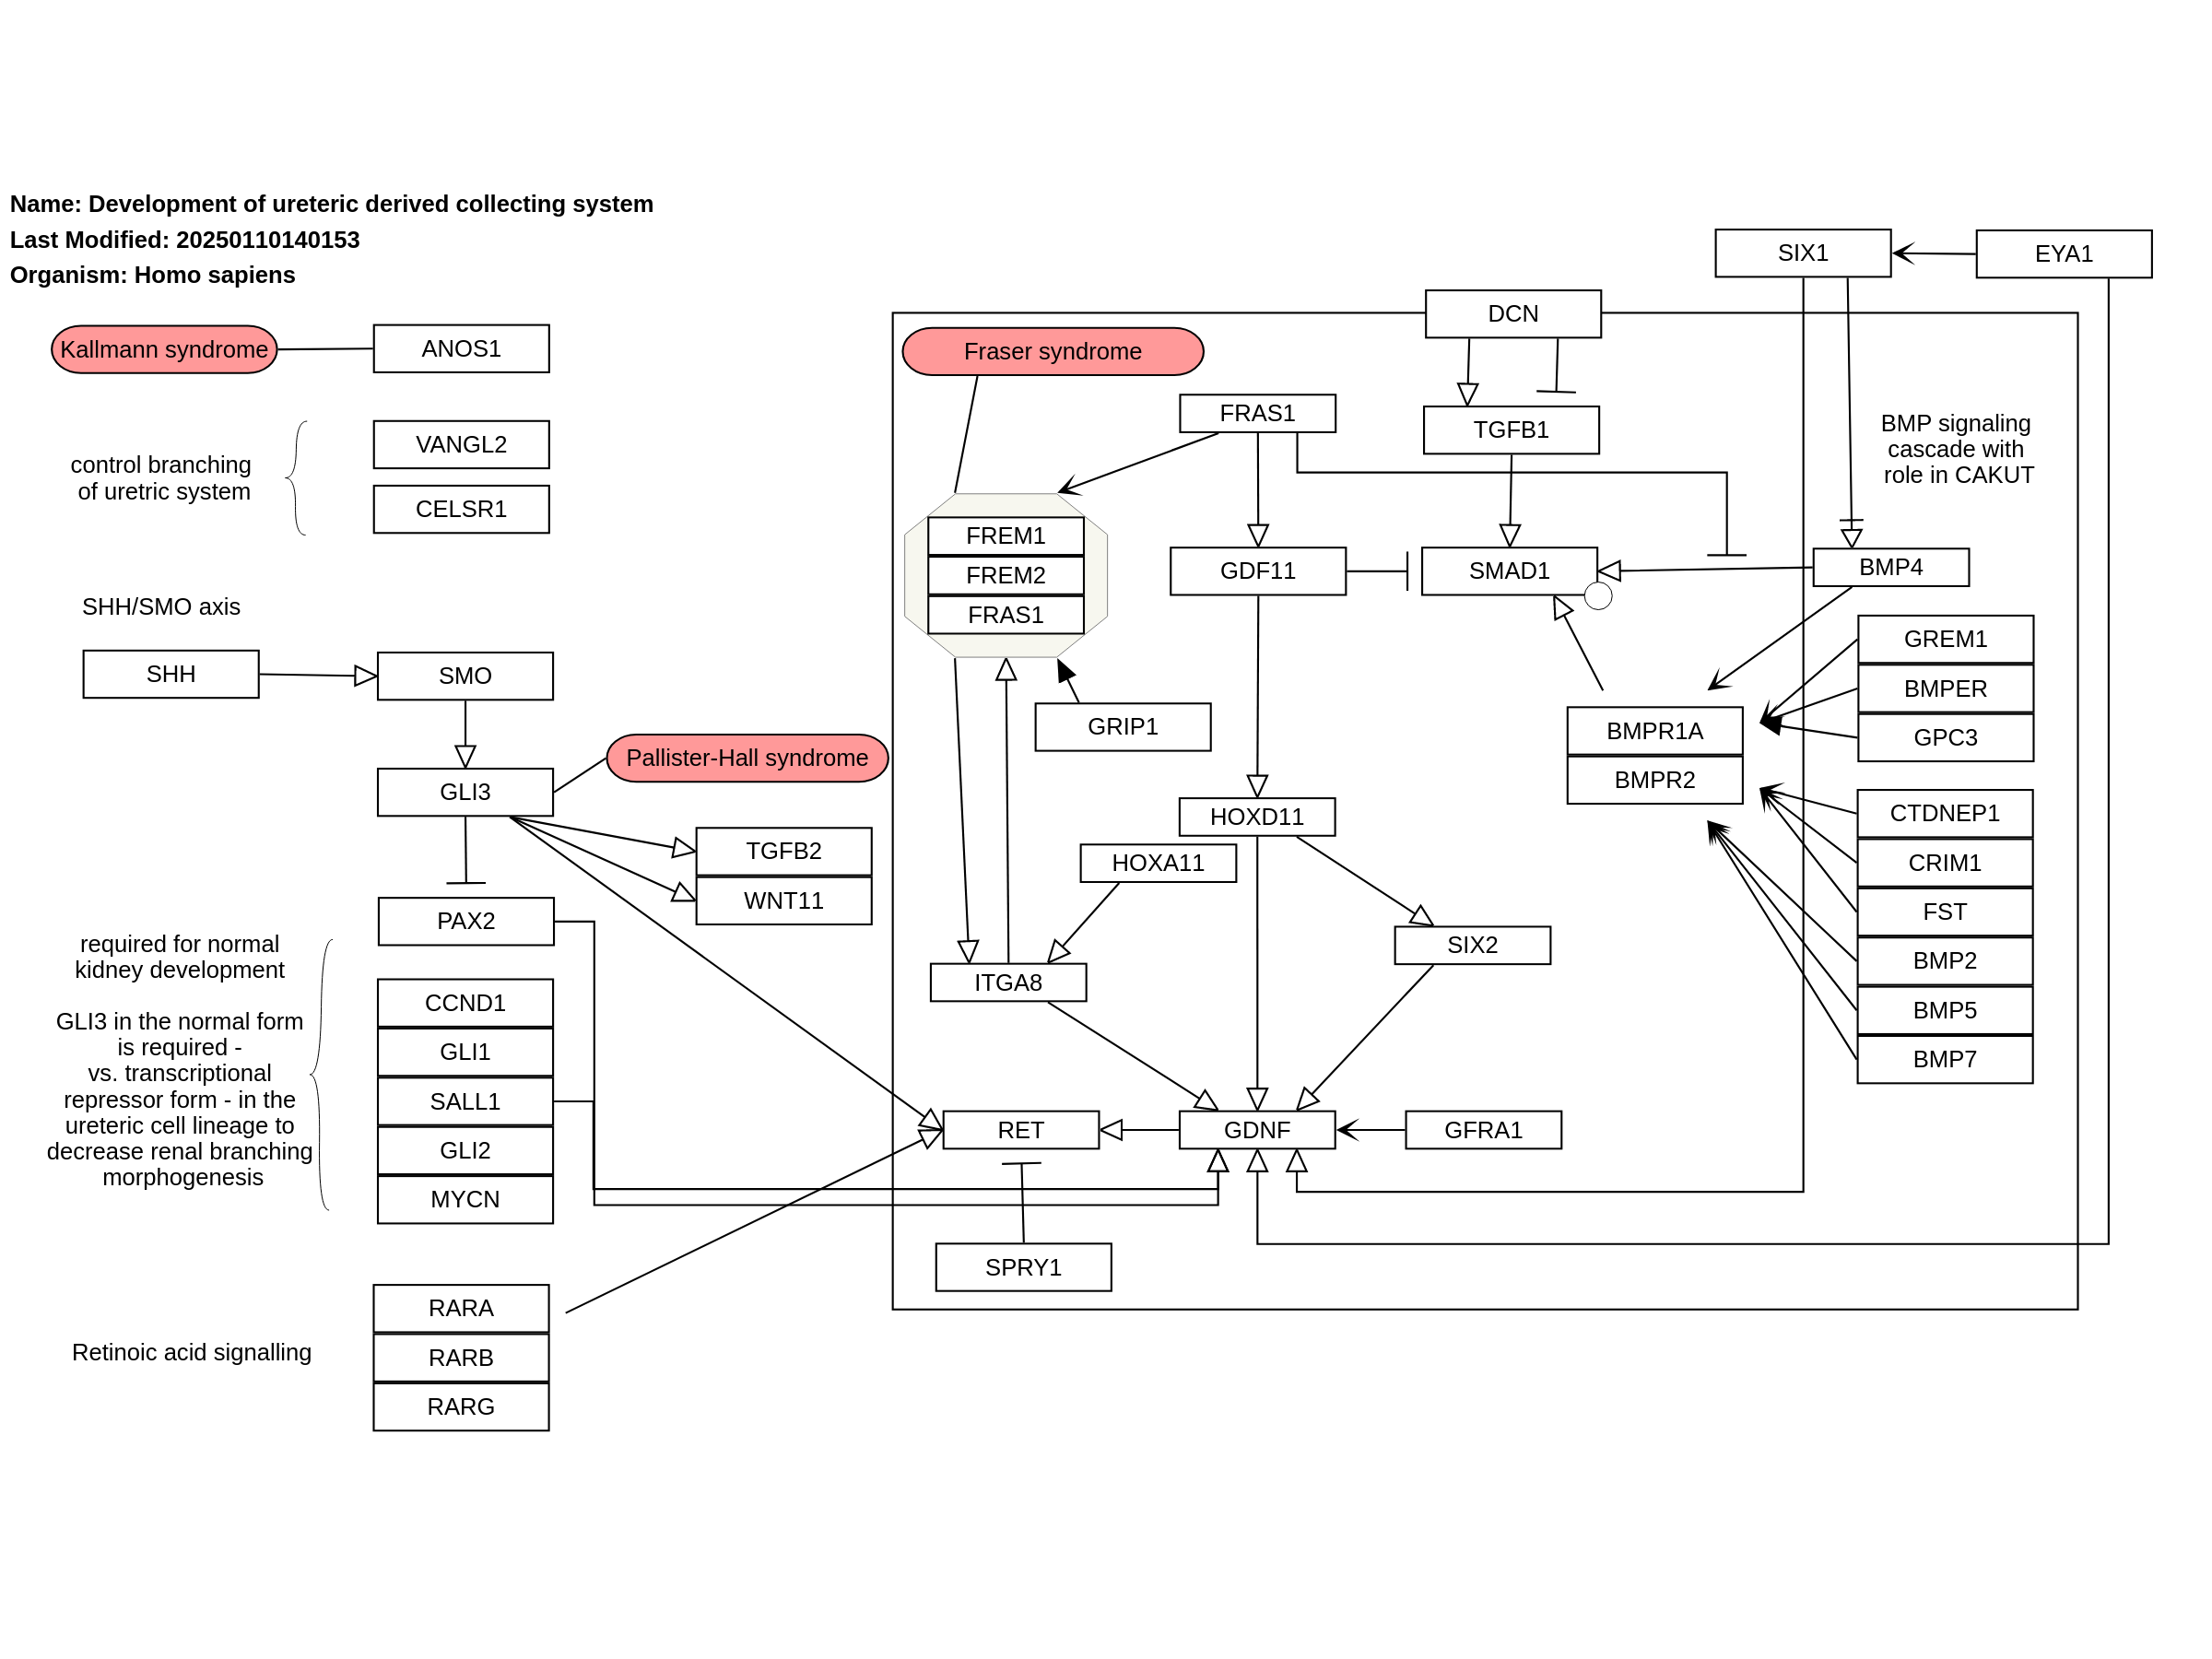 Name: Development of ureteric derived collecting system
Last Modified: 20250110140153
Organism: Homo sapiens
Kallmann syndrome
ANOS1
control branching
of uretric system
VANGL2
CELSR1
SHH/SMO axis
SHH
SMO
GLI3
Pallister-Hall syndrome
TGFB2
WNT11
PAX2
required for normal
kidney development
GLI3 in the normal form
is required -
vs. transcriptional
repressor form - in the
ureteric cell lineage to
decrease renal branching
morphogenesis
CCND1
GLI1
SALL1
GLI2
MYCN
Retinoic acid signalling
RARA
RARB
RARG
Fraser syndrome
FRAS1
DCN
TGFB1
SIX1
EYA1
BMP signaling
cascade with
role in CAKUT
FREM1
FREM2
FRAS1
GDF11
SMAD1
BMP4
GRIP1
GREM1
BMPER
GPC3
BMPR1A
BMPR2
HOXD11
HOXA11
CTDNEP1
CRIM1
FST
BMP2
BMP5
BMP7
SIX2
ITGA8
RET
GDNF
GFRA1
SPRY1